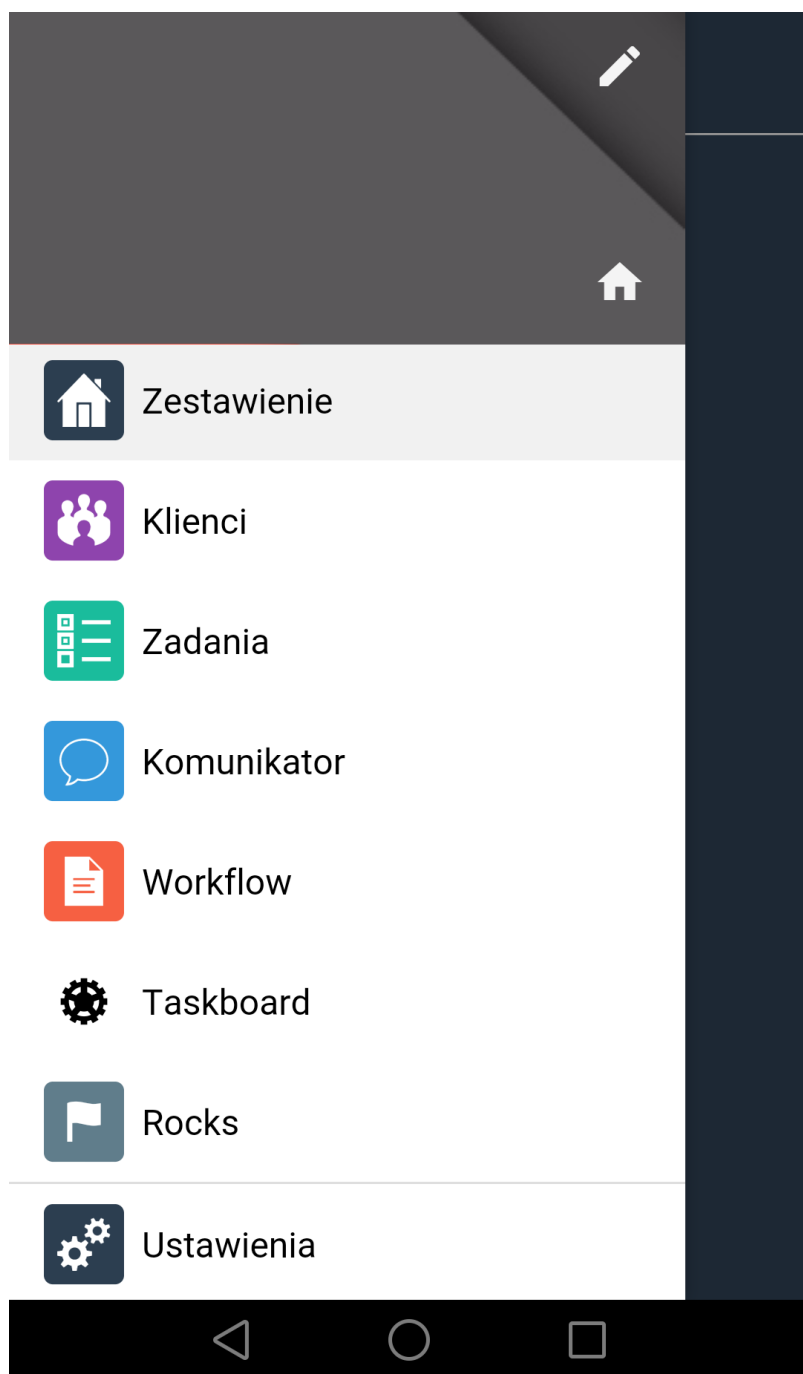 Zestawienie
Klienci
Zadania
Komunikator
Workflow
Taskboard
Rocks
Ustawienia